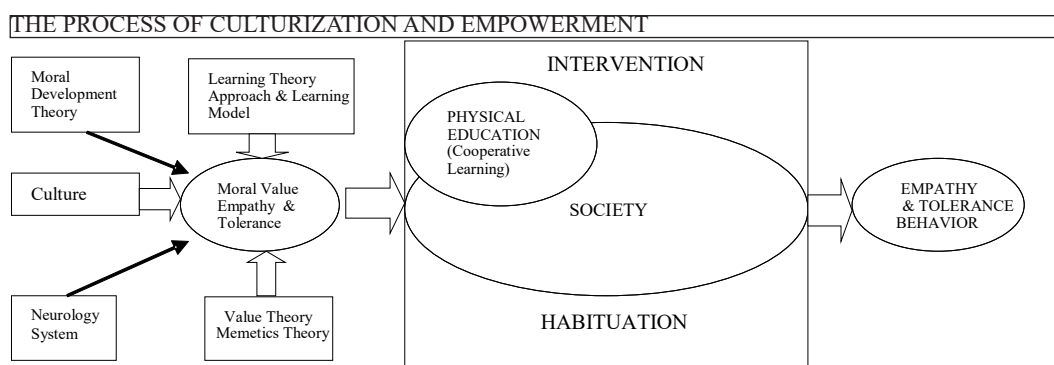 THE PROCESS OF CULTURIZATION AND EMPOWERMENT
Moral
Development
Theory
Learning Theory
Approach & Learning
Model
Culture
Moral Value
Empathy &
Tolerance
Neurology
System
Value Theory
Memetics Theory
INTERVENTION
PHYSICAL
EDUCATION
(Cooperative
Learning)
SOCIETY
HABITUATION
EMPATHY
& TOLERANCE
BEHAVIOR